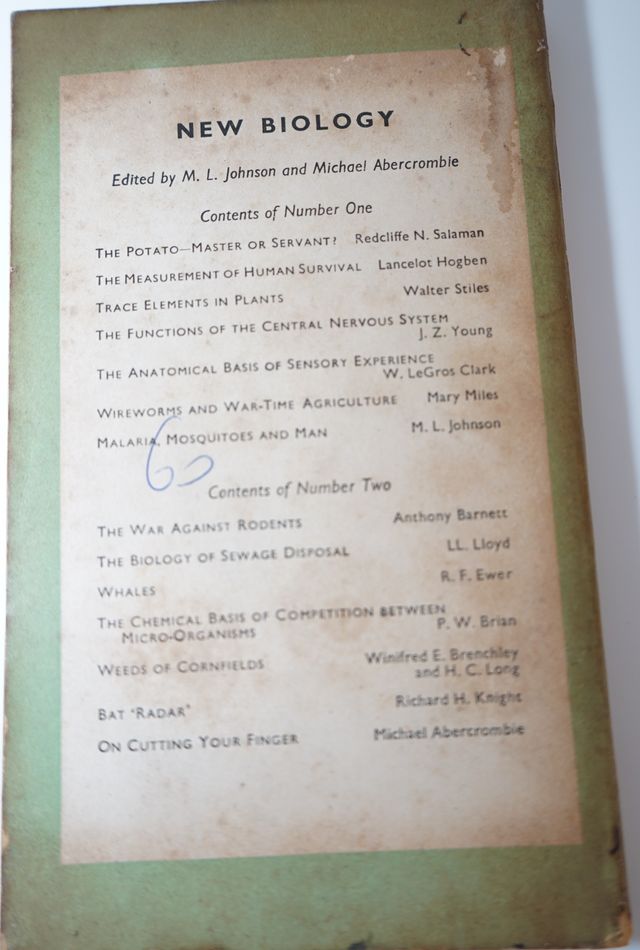 NEW BIOLOGY
Edited by M. L. Johnson and Michael Abercrombie
Contents of Number One
THE POTATO—MASTER OR SERVANT? Redcliffe N. Salaman
THE MEASUREMENT OF HUMAN SURVIVAL Lancelot Hogben
TRACE ELEMENTS IN PLANTS Walter Stiles
THE FUNCTIONS OF THE CENTRAL NERVOUS SYSTEM
J. Z. Young
THE ANATOMICAL BASIS OF SENSORY EXPERIENCE
W. LeGros Clark
WIREWORMS AND WAR-TIME AGRICULTURE Mary Miles
MALARIA, MOSQUITOES AND MAN M. L. Johnson
Contents of Number Two
THE WAR AGAINST RODENTS Anthony Barnett
THE BIOLOGY OF SEWAGE DISPOSAL LL. Lloyd
WHALES R. F. Ewer
THE CHEMICAL BASIS OF COMPETITION BETWEEN
MICRO-ORGANISMS P. W. Brian
WEEDS OF CORNFIELDS Winifred E. Brenchley
and H. C. Long
BAT 'RADAR' Richard H. Knight
ON CUTTING YOUR FINGER Michael Abercrombie